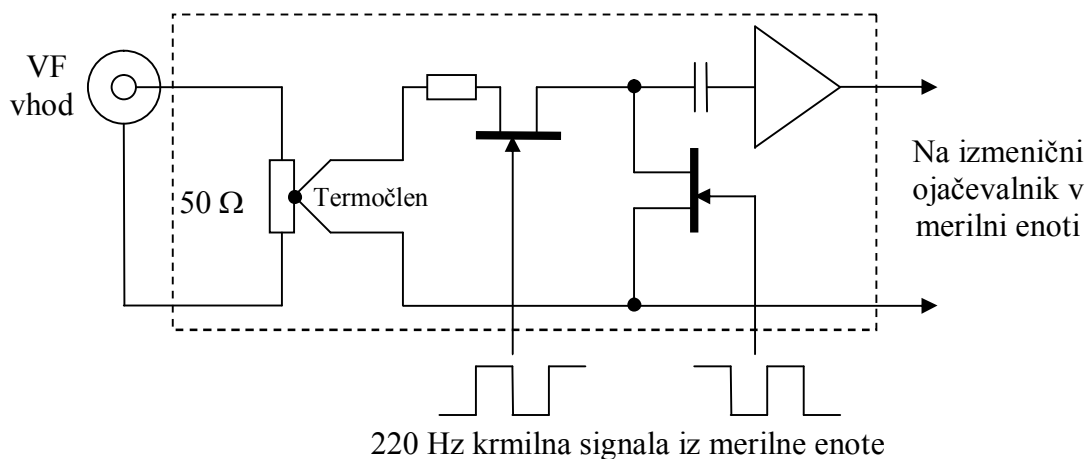 VF
vhod
50 Ω
Termočlen
Na izmenični
ojačevalnik v
merilni enoti
220 Hz krmilna signala iz merilne enote